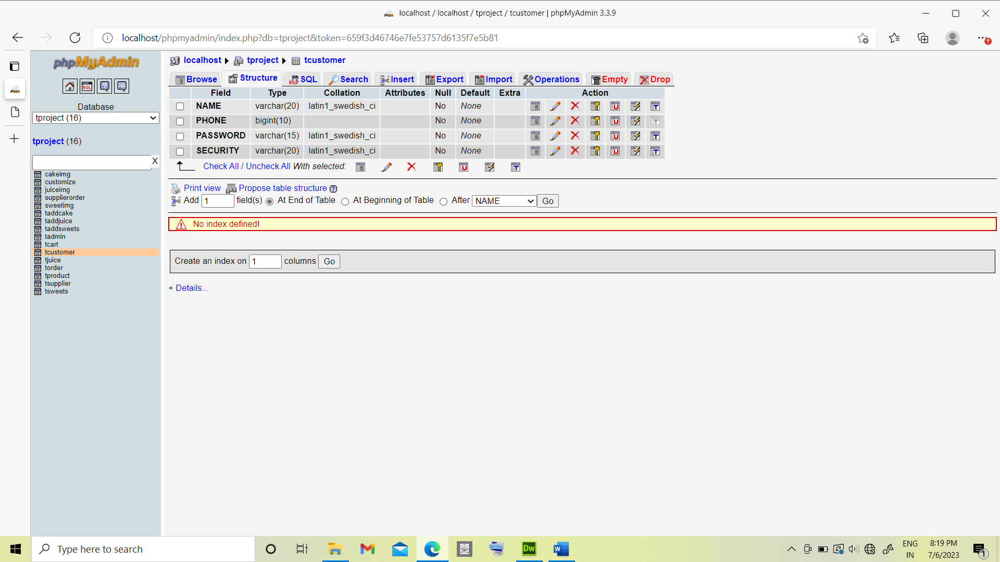 localhost / localhost / tproject / tcustomer | phpMyAdmin 3.3.9
localhost/phpmyadmin/index.php?db=tproject&token=659f3d46746e7fe53757d6135f7e5b81
phpMyAdmin
localhost tproject tcustomer
Browse Structure SQL Search Insert Export Import Operations Empty Drop
Database
tproject (16)
tproject (16)
X
cakeimg
customize
juiceimg
supplierorder
sweetimg
taddcake
taddjuice
taddsweets
tadmin
tcart
tcustomer
tjuice
torder
tproduct
tsupplier
tsweets
Field Type Collation Attributes Null Default Extra Action
NAME varchar(20) latin1_swedish_ci No None
PHONE bigint(10) No None
PASSWORD varchar(15) latin1_swedish_ci No None
SECURITY varchar(20) latin1_swedish_ci No None
Check All / Uncheck All With selected:
Print view Propose table structure
Add 1 field(s) At End of Table At Beginning of Table After NAME Go
No index defined!
Create an index on 1 columns Go
+ Details...
Type here to search
ENG
IN
8:19 PM
7/6/2023
1